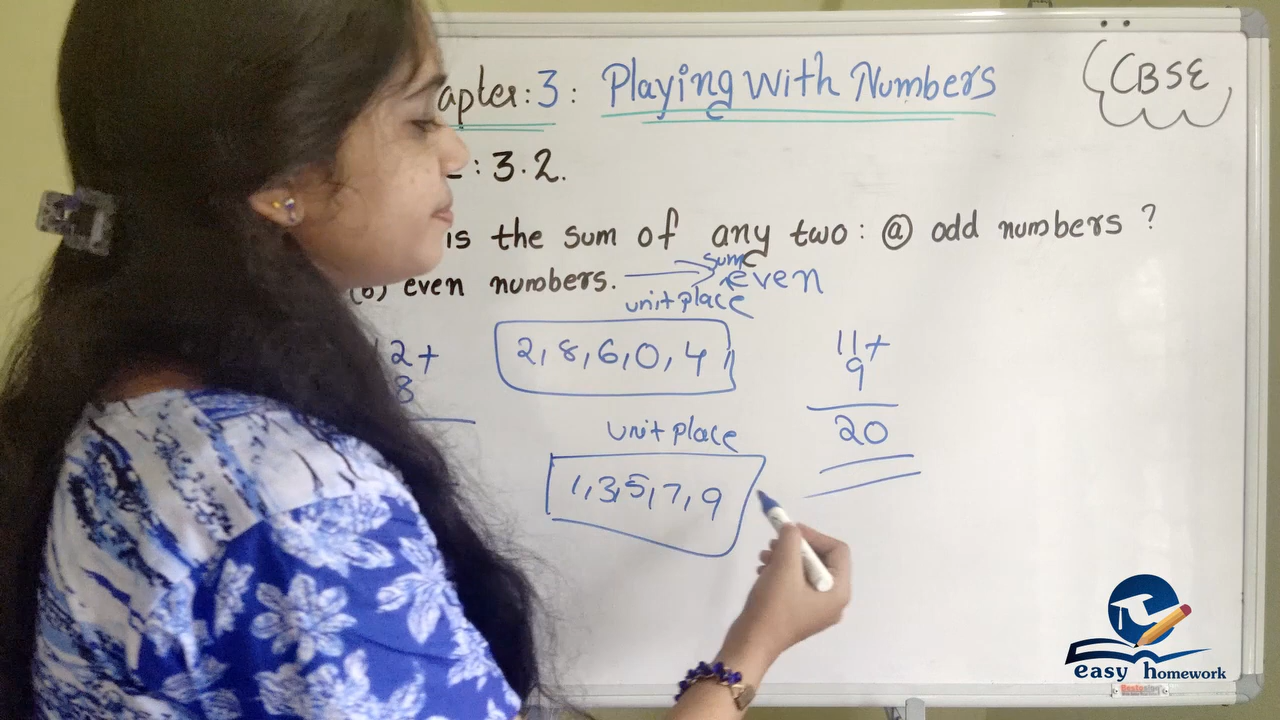 apter: 3 : Playing With Numbers
CBSE
: 3.2.
is the sum of any two: ⓐ odd numbers ?
(b) even numbers. → sum even
unit place
12+
8
2, 8, 6, 0, 4
11+
9
20
unit place
1, 3, 5, 7, 9
easy homework